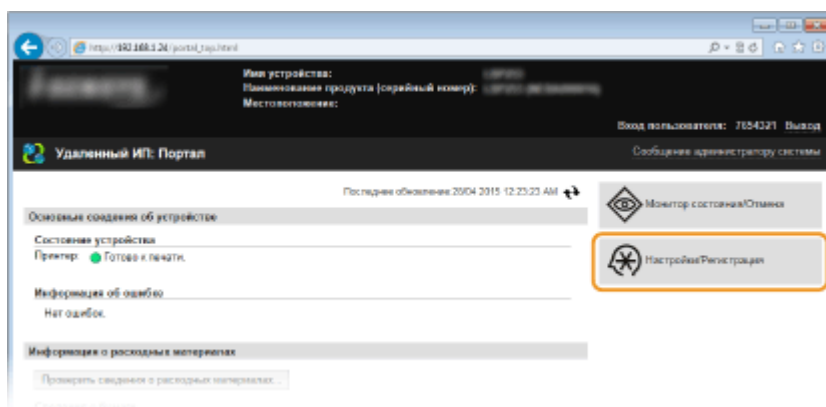 http://192.168.1.24/portal_top.html
Имя устройства:
Наименование продукта (серийный номер):
Местоположение:
Вход пользователя: 7654321 Выход
Удаленный ИП: Портал
Сообщение администратору системы
Последнее обновление: 28/04 2015 12:23:23 AM
Монитор состояния/Отмена
Основные сведения об устройстве
Состояние устройства
Принтер: Готово к печати.
Настройки/Регистрация
Информация об ошибке
Нет ошибок.
Информация о расходных материалах
Проверить сведения о расходных материалах...